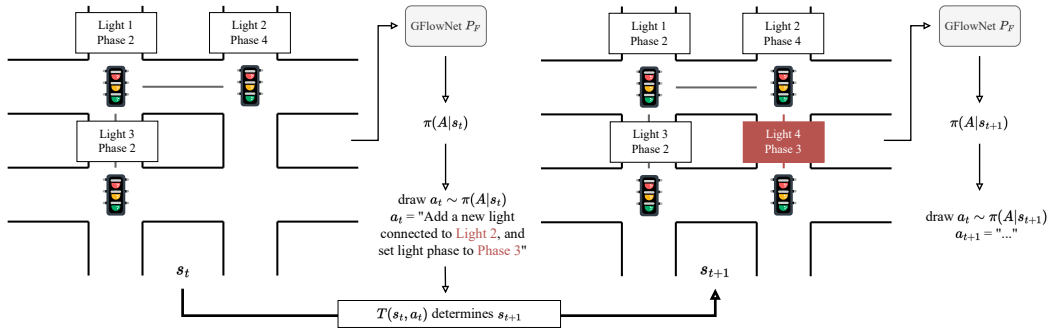 Light 1
Phase 2
Light 2
Phase 4
Light 3
Phase 2
s_t
GFlowNet P_F
π(A|s_t)
draw a_t ∼ π(A|s_t)
a_t = "Add a new light
connected to Light 2, and
set light phase to Phase 3"
T(s_t, a_t) determines s_{t+1}
Light 1
Phase 2
Light 2
Phase 4
Light 3
Phase 2
Light 4
Phase 3
s_{t+1}
GFlowNet P_F
π(A|s_{t+1})
draw a_t ∼ π(A|s_{t+1})
a_{t+1} = "..."